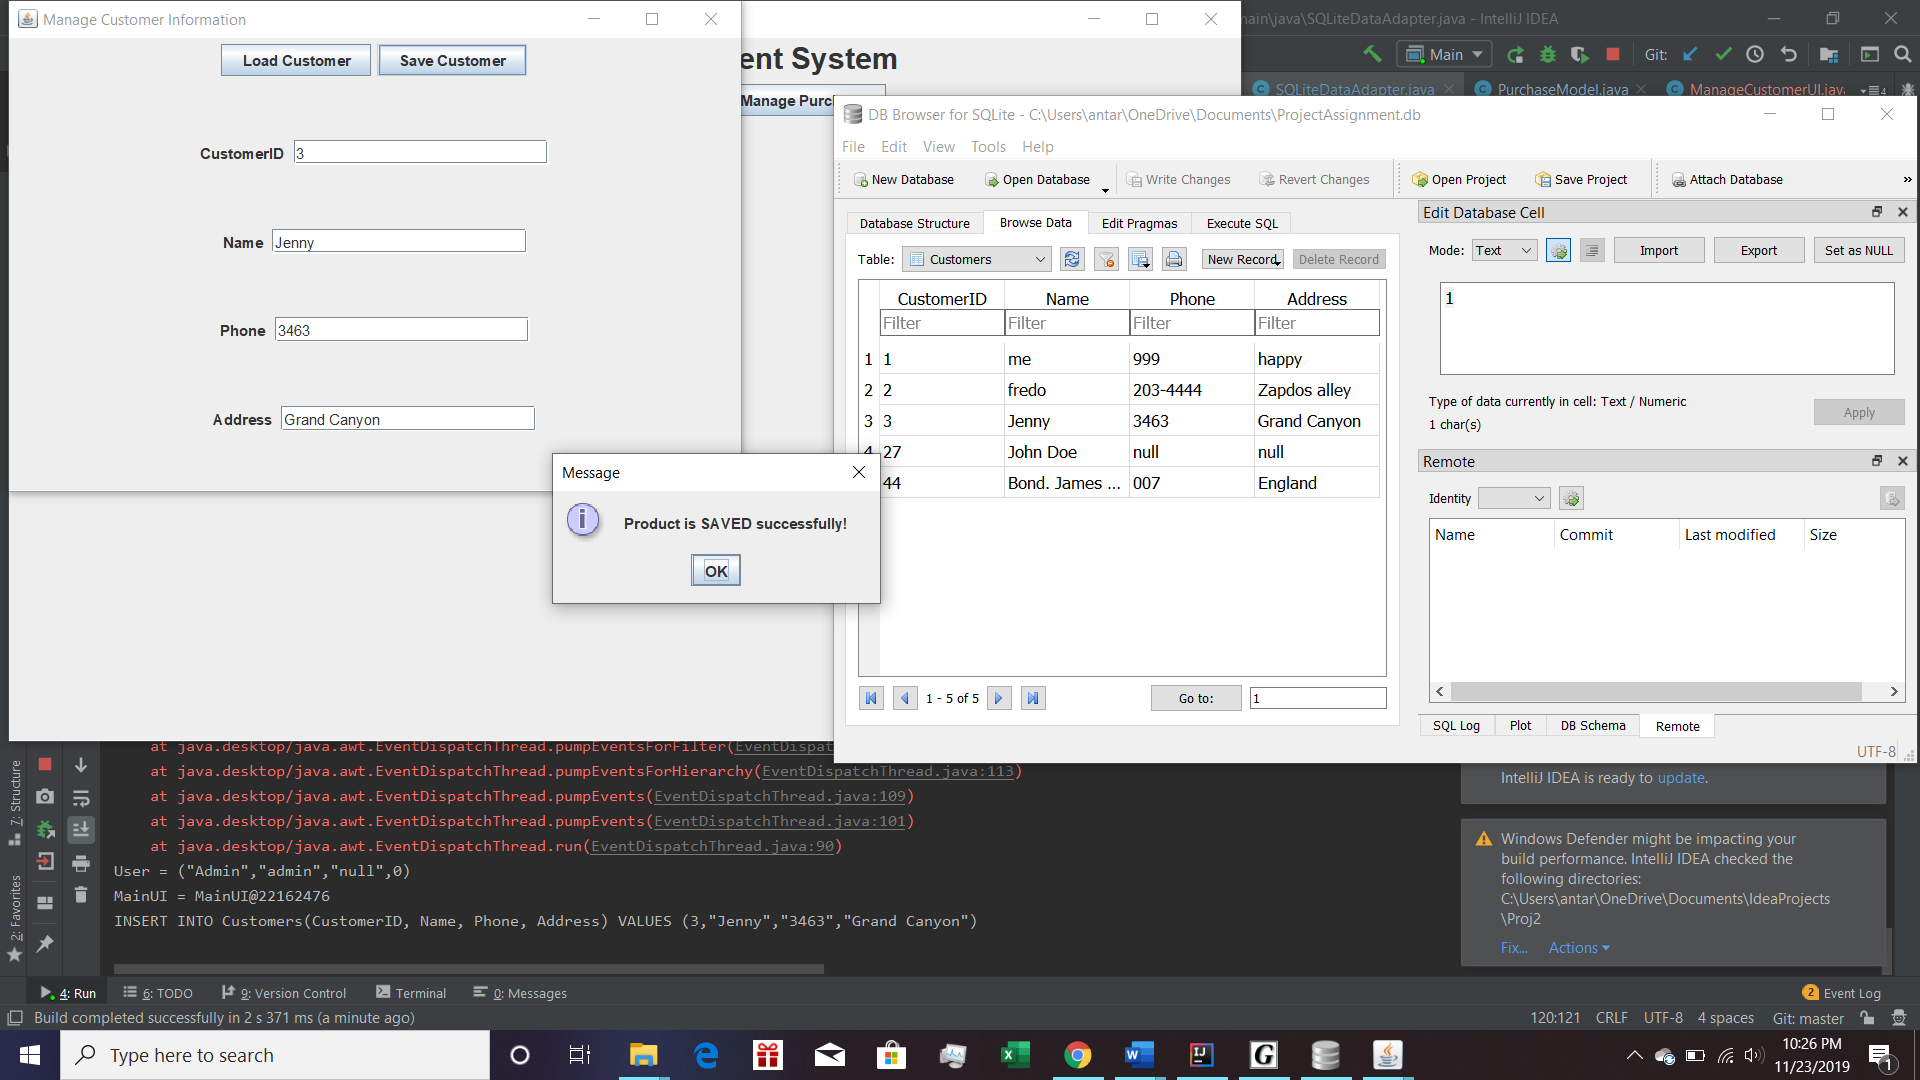 Manage Customer Information
Load Customer
Save Customer
CustomerID
3
Name
Jenny
Phone
3463
Address
Grand Canyon
ent System
Manage Purc
Message
Product is SAVED successfully!
OK
main\java\SQLiteDataAdapter.java - IntelliJ IDEA
Main
Git:
SQLiteDataAdapter.java
PurchaseModel.java
ManageCustomerUI.java
4
DB Browser for SQLite - C:\Users\antar\OneDrive\Documents\ProjectAssignment.db
File Edit View Tools Help
New Database Open Database Write Changes Revert Changes Open Project Save Project Attach Database »
Database Structure Browse Data Edit Pragmas Execute SQL
Table: Customers New Record Delete Record
CustomerID Name Phone Address
Filter Filter Filter Filter
1 1 me 999 happy
2 2 fredo 203-4444 Zapdos alley
3 3 Jenny 3463 Grand Canyon
4 27 John Doe null null
44 Bond. James ... 007 England
1 - 5 of 5
Go to: 1
Edit Database Cell
Mode: Text Import Export Set as NULL
1
Type of data currently in cell: Text / Numeric
1 char(s)
Apply
Remote
Identity
Name Commit Last modified Size
SQL Log Plot DB Schema Remote
UTF-8
at java.desktop/java.awt.EventDispatchThread.pumpEventsForFilter(EventDispat
at java.desktop/java.awt.EventDispatchThread.pumpEventsForHierarchy(EventDispatchThread.java:113)
at java.desktop/java.awt.EventDispatchThread.pumpEvents(EventDispatchThread.java:109)
at java.desktop/java.awt.EventDispatchThread.pumpEvents(EventDispatchThread.java:101)
at java.desktop/java.awt.EventDispatchThread.run(EventDispatchThread.java:90)
User = ("Admin","admin","null",0)
MainUI = MainUI@22162476
INSERT INTO Customers(CustomerID, Name, Phone, Address) VALUES (3,"Jenny","3463","Grand Canyon")
7: Structure
2: Favorites
IntelliJ IDEA is ready to update.
Windows Defender might be impacting your
build performance. IntelliJ IDEA checked the
following directories:
C:\Users\antar\OneDrive\Documents\IdeaProjects
\Proj2
Fix... Actions
4: Run 6: TODO 9: Version Control Terminal 0: Messages
2 Event Log
Build completed successfully in 2 s 371 ms (a minute ago)
120:121 CRLF UTF-8 4 spaces Git: master
Type here to search
10:26 PM
11/23/2019
1